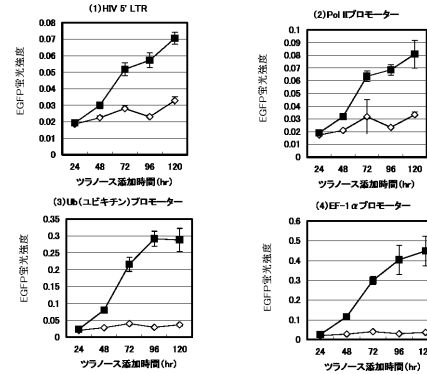 (1)HIV 5' LTR
EGFP蛍光強度
0.08
0.07
0.06
0.05
0.04
0.03
0.02
0.01
0
24 48 72 96 120
ツラノース添加時間(hr)
(2)Pol IIプロモーター
EGFP蛍光強度
0.1
0.09
0.08
0.07
0.06
0.05
0.04
0.03
0.02
0.01
0
24 48 72 96 120
ツラノース添加時間(hr)
(3)Ub(ユビキチン)プロモーター
EGFP蛍光強度
0.35
0.3
0.25
0.2
0.15
0.1
0.05
0
24 48 72 96 120
ツラノース添加時間(hr)
(4)EF-1αプロモーター
EGFP蛍光強度
0.6
0.5
0.4
0.3
0.2
0.1
0
24 48 72 96 120
ツラノース添加時間(hr)